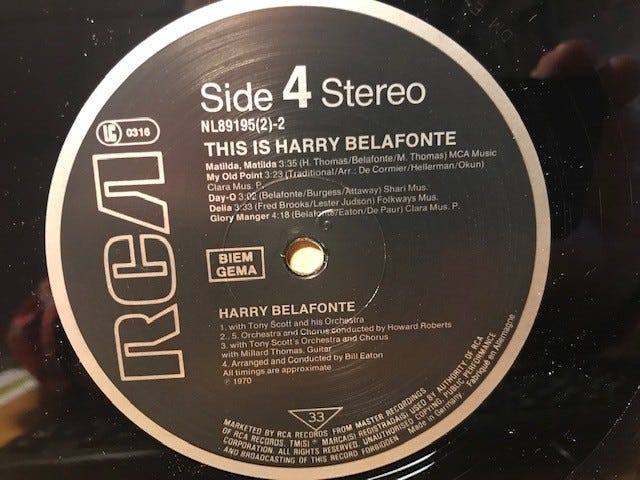 Side 4 Stereo
NL89195(2)-2
LC 0316
THIS IS HARRY BELAFONTE
Matilda, Matilda 3:35 (H. Thomas/Belafonte/M. Thomas) MCA Music
My Old Point 3:23 (Traditional/Arr.: De Cormier/Hellerman/Okun)
Clara Mus. P.
Day-O 3:02 (Belafonte/Burgess/Attaway) Shari Mus.
Delia 3:33 (Fred Brooks/Lester Judson) Folkways Mus.
Glory Manger 4:18 (Belafonte/Eaton/De Paur) Clara Mus. P.
RCA
BIEM
GEMA
HARRY BELAFONTE
1. with Tony Scott and his Orchestra
2., 5. Orchestra and Chorus conducted by Howard Roberts
3. with Tony Scott's Orchestra and Chorus
with Millard Thomas, Guitar
4. Arranged and Conducted by Bill Eaton
All timings are approximate
℗ 1970
33
MARKETED BY RCA RECORDS FROM MASTER RECORDINGS
OF RCA RECORDS. TM(S) ® MARCA(S) REGISTRADA(S) USED BY AUTHORITY OF RCA
CORPORATION. ALL RIGHTS RESERVED. UNAUTHORISED COPYING, PUBLIC PERFORMANCE
AND BROADCASTING OF THIS RECORD FORBIDDEN
Made in Germany Fabriqué en Allemagne